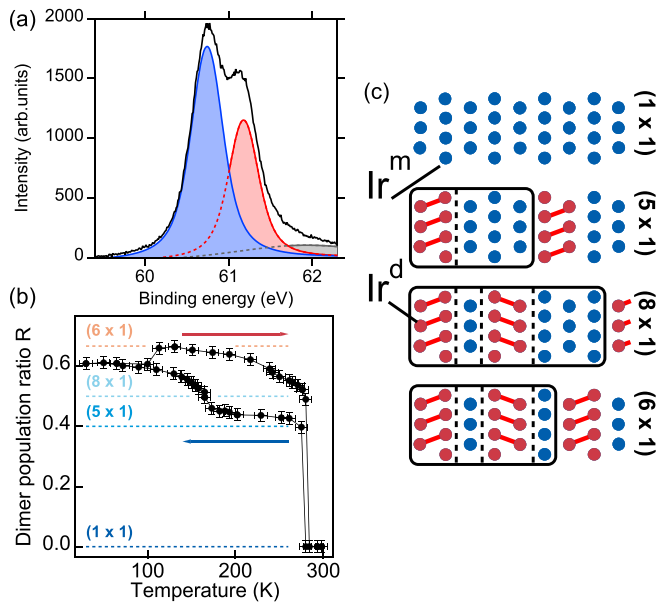 (a)
2000
1500
1000
500
0
Intensity (arb.units)
60
61
62
Binding energy (eV)
(b)
(6 x 1)
(8 x 1)
(5 x 1)
(1 x 1)
0.6
0.4
0.2
0.0
Dimer population ratio R
100
200
300
Temperature (K)
(c)
(1 x 1)
Ir^m
(5 x 1)
Ir^d
(8 x 1)
(6 x 1)